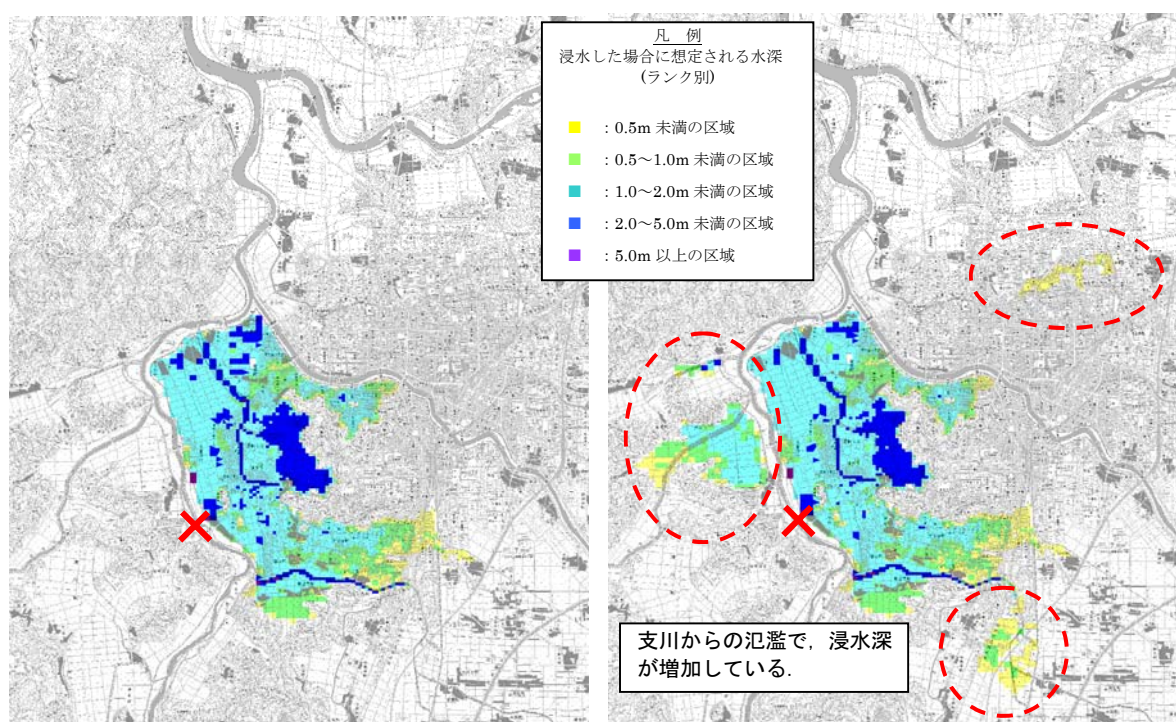 凡 例
浸水した場合に想定される水深
(ランク別)
: 0.5m 未満の区域
: 0.5～1.0m 未満の区域
: 1.0～2.0m 未満の区域
: 2.0～5.0m 未満の区域
: 5.0m 以上の区域
支川からの氾濫で，浸水深
が増加している.